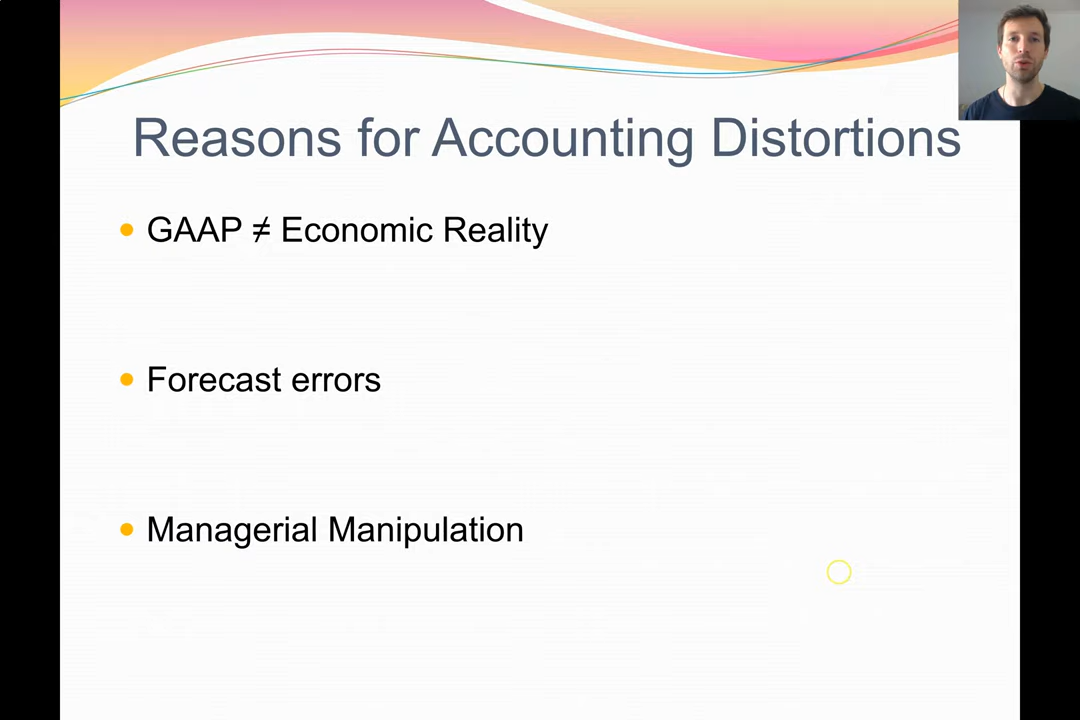 Reasons for Accounting Distortions
GAAP ≠ Economic Reality
Forecast errors
Managerial Manipulation